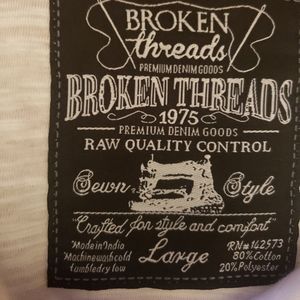 BROKEN
threads
PREMIUM DENIM GOODS
BROKEN THREADS
1975
PREMIUM DENIM GOODS
RAW QUALITY CONTROL
Sewn Style
"Crafted for style and comfort"
Made in India
Machine wash cold
tumble dry low
Large
RN# 142573
80% Cotton
20% Polyester